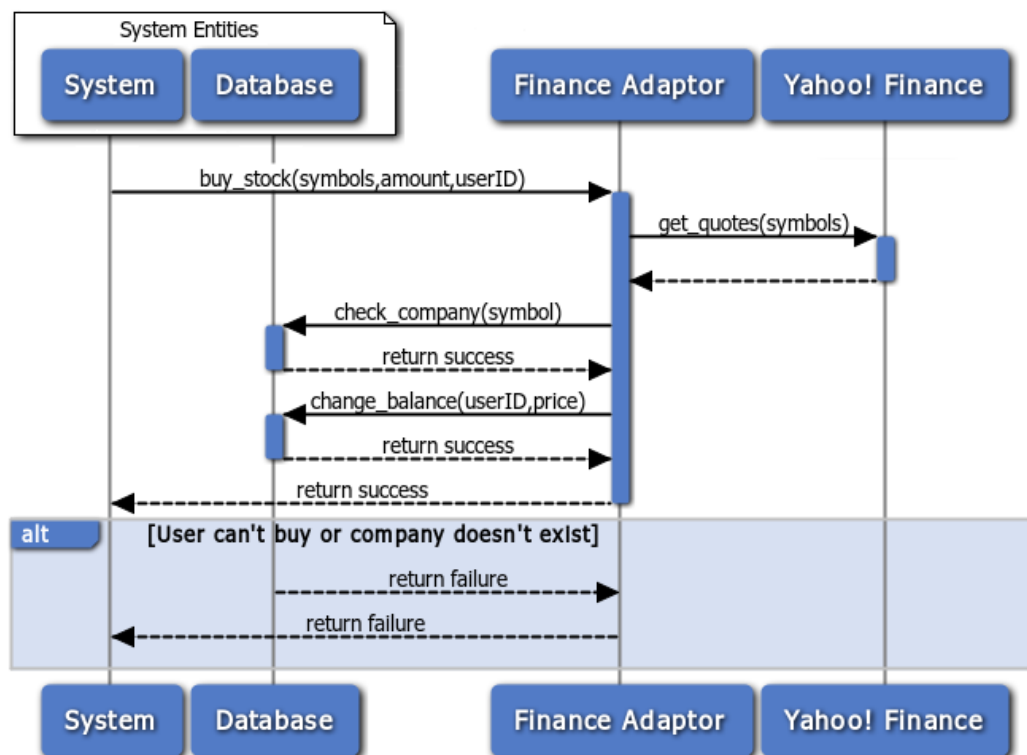 System Entities
System
Database
Finance Adaptor
Yahoo! Finance
buy_stock(symbols,amount,userID)
get_quotes(symbols)
check_company(symbol)
return success
change_balance(userID,price)
return success
return success
alt
[User can't buy or company doesn't exist]
return failure
return failure
System
Database
Finance Adaptor
Yahoo! Finance